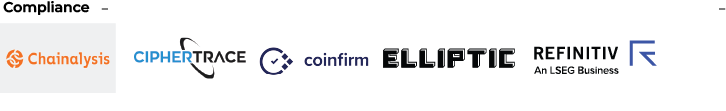 Compliance – –
Chainalysis
CIPHERTRACE
coinfirm
ELLIPTIC
REFINITIV
An LSEG Business